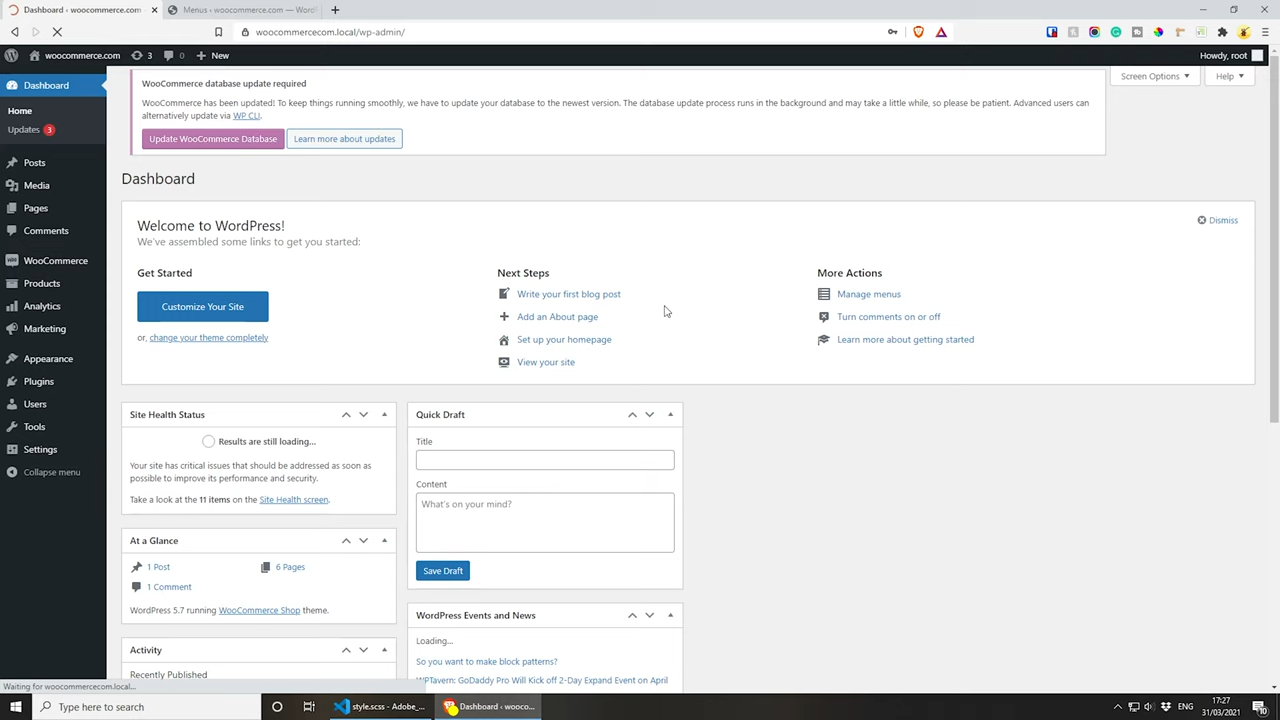 Dashboard ‹ woocommerce.com
Menus ‹ woocommerce.com — Word
woocommercecom.local/wp-admin/
woocommerce.com
3
0
New
Howdy, root
Screen Options
Help
WooCommerce database update required
WooCommerce has been updated! To keep things running smoothly, we have to update your database to the newest version. The database update process runs in the background and may take a little while, so please be patient. Advanced users can
alternatively update via WP CLI.
Update WooCommerce Database
Learn more about updates
Dashboard
Home
Updates 3
Posts
Media
Pages
Comments
WooCommerce
Products
Analytics
Marketing
Appearance
Plugins
Users
Tools
Settings
Collapse menu
Dashboard
Welcome to WordPress!
We've assembled some links to get you started:
Dismiss
Get Started
Customize Your Site
or, change your theme completely
Next Steps
Write your first blog post
Add an About page
Set up your homepage
View your site
More Actions
Manage menus
Turn comments on or off
Learn more about getting started
Site Health Status
Results are still loading...
Your site has critical issues that should be addressed as soon as
possible to improve its performance and security.
Take a look at the 11 items on the Site Health screen.
At a Glance
1 Post
6 Pages
1 Comment
WordPress 5.7 running WooCommerce Shop theme.
Activity
Recently Published
Quick Draft
Title
Content
What's on your mind?
Save Draft
WordPress Events and News
Loading...
So you want to make block patterns?
WPTavern: GoDaddy Pro Will Kick off 2-Day Expand Event on April
Waiting for woocommercecom.local...
Type here to search
style.scss - Adobe_...
Dashboard ‹ wooco...
17:27
31/03/2021
10